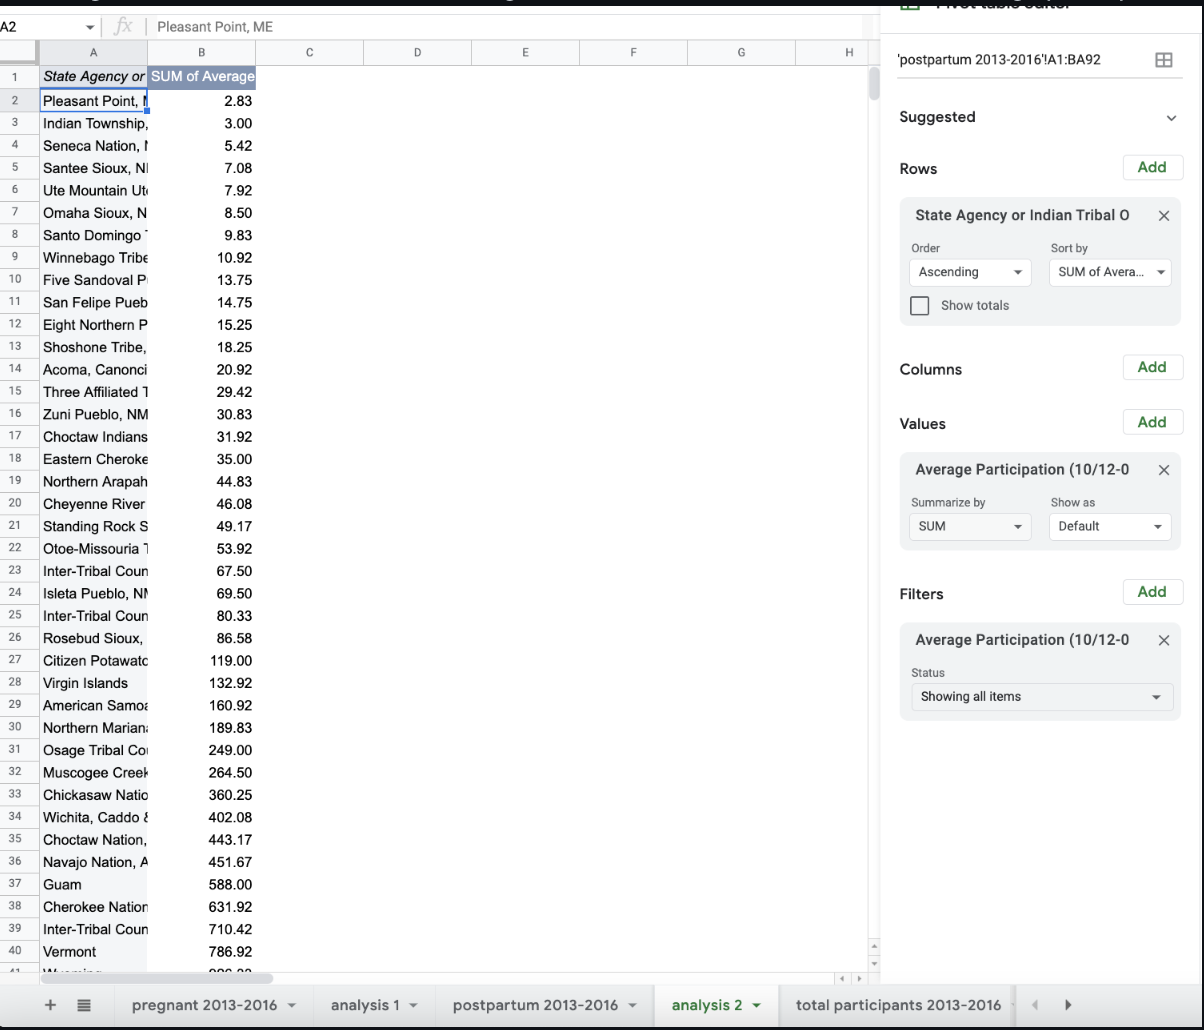 Pivot table editor
A2 fx Pleasant Point, ME
'postpartum 2013-2016'!A1:BA92
A B C D E F G H
1 State Agency or SUM of Average
2 Pleasant Point, M 2.83
3 Indian Township, 3.00
4 Seneca Nation, N 5.42
5 Santee Sioux, NE 7.08
6 Ute Mountain Ute 7.92
7 Omaha Sioux, N 8.50
8 Santo Domingo T 9.83
9 Winnebago Tribe 10.92
10 Five Sandoval P 13.75
11 San Felipe Pueb 14.75
12 Eight Northern P 15.25
13 Shoshone Tribe, 18.25
14 Acoma, Canonci 20.92
15 Three Affiliated T 29.42
16 Zuni Pueblo, NM 30.83
17 Choctaw Indians 31.92
18 Eastern Cheroke 35.00
19 Northern Arapah 44.83
20 Cheyenne River 46.08
21 Standing Rock S 49.17
22 Otoe-Missouria T 53.92
23 Inter-Tribal Coun 67.50
24 Isleta Pueblo, NM 69.50
25 Inter-Tribal Coun 80.33
26 Rosebud Sioux, 86.58
27 Citizen Potawato 119.00
28 Virgin Islands 132.92
29 American Samoa 160.92
30 Northern Mariana 189.83
31 Osage Tribal Cou 249.00
32 Muscogee Creek 264.50
33 Chickasaw Natio 360.25
34 Wichita, Caddo & 402.08
35 Choctaw Nation, 443.17
36 Navajo Nation, A 451.67
37 Guam 588.00
38 Cherokee Nation 631.92
39 Inter-Tribal Coun 710.42
40 Vermont 786.92
41 Wyoming
Suggested
Rows Add
State Agency or Indian Tribal O
Order Sort by
Ascending SUM of Avera...
Show totals
Columns Add
Values Add
Average Participation (10/12-0
Summarize by Show as
SUM Default
Filters Add
Average Participation (10/12-0
Status
Showing all items
pregnant 2013-2016 analysis 1 postpartum 2013-2016 analysis 2 total participants 2013-2016